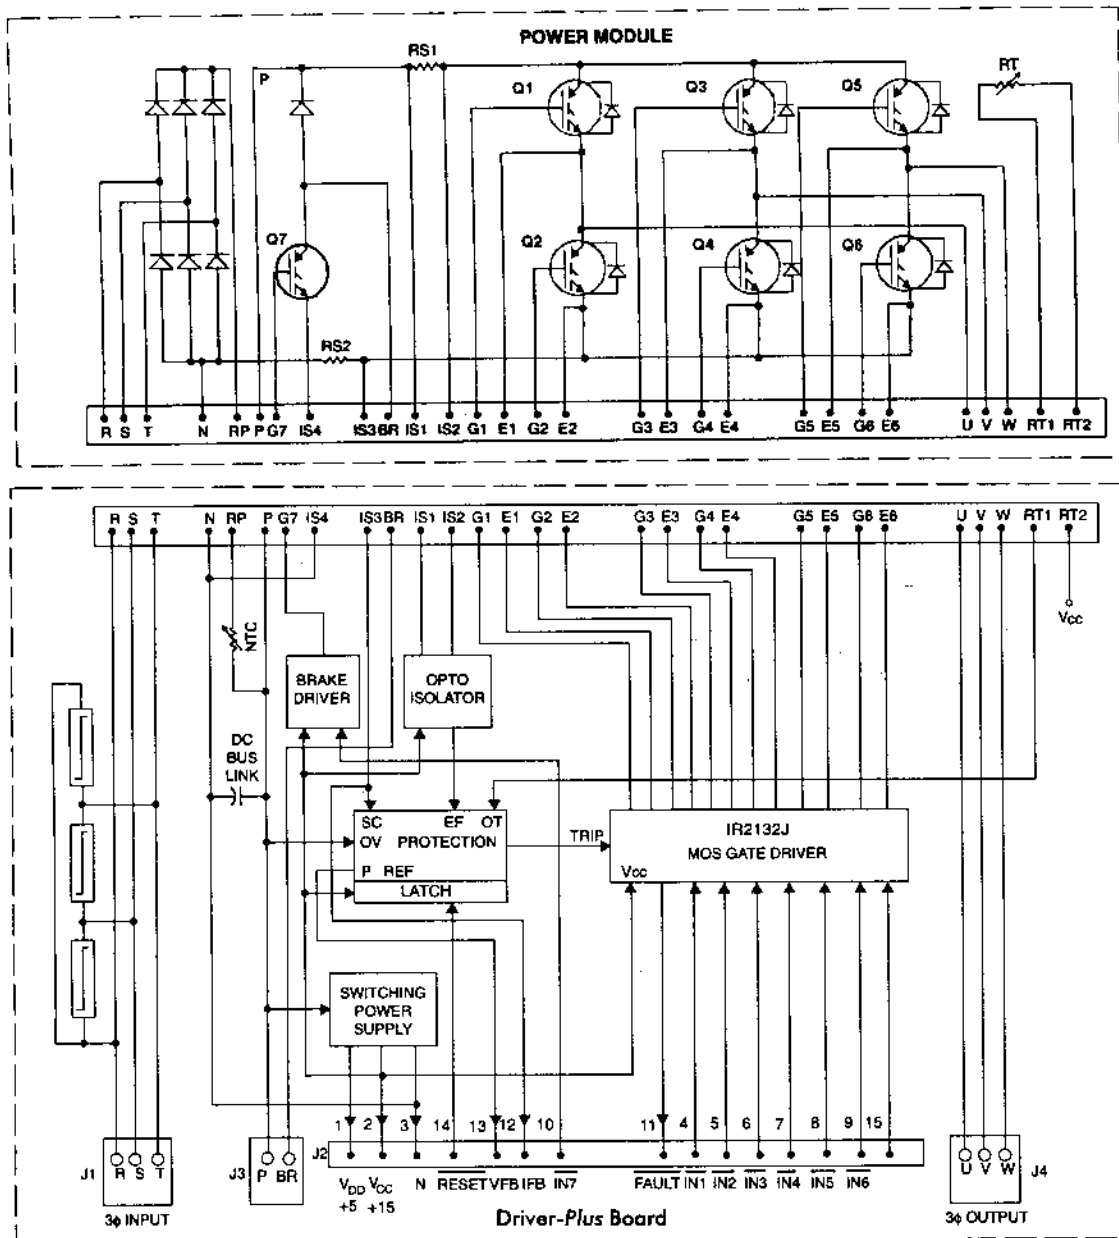 POWER MODULE
RS1
P
Q1
Q3
Q5
RT
Q7
Q2
Q4
Q6
RS2
R S T N RP P G7 IS4 IS3 BR IS1 IS2 G1 E1 G2 E2 G3 E3 G4 E4 G5 E5 G6 E6 U V W RT1 RT2
R S T N RP P G7 IS4 IS3 BR IS1 IS2 G1 E1 G2 E2 G3 E3 G4 E4 G5 E5 G6 E6 U V W RT1 RT2
VCC
NTC
BRAKE
DRIVER
OPTO
ISOLATOR
DC
BUS
LINK
SC EF OT
OV PROTECTION
P REF
LATCH
TRIP
IR2132J
MOS GATE DRIVER
VCC
SWITCHING
POWER
SUPPLY
1 2 3 14 13 12 10 11 4 5 6 7 8 9 15
J1 R S T
J3 P BR
J2
U V W J4
VDD VCC N RESET VFB IFB IN7 FAULT IN1 IN2 IN3 IN4 IN5 IN6
+5 +15
3ϕ INPUT
Driver-Plus Board
3ϕ OUTPUT